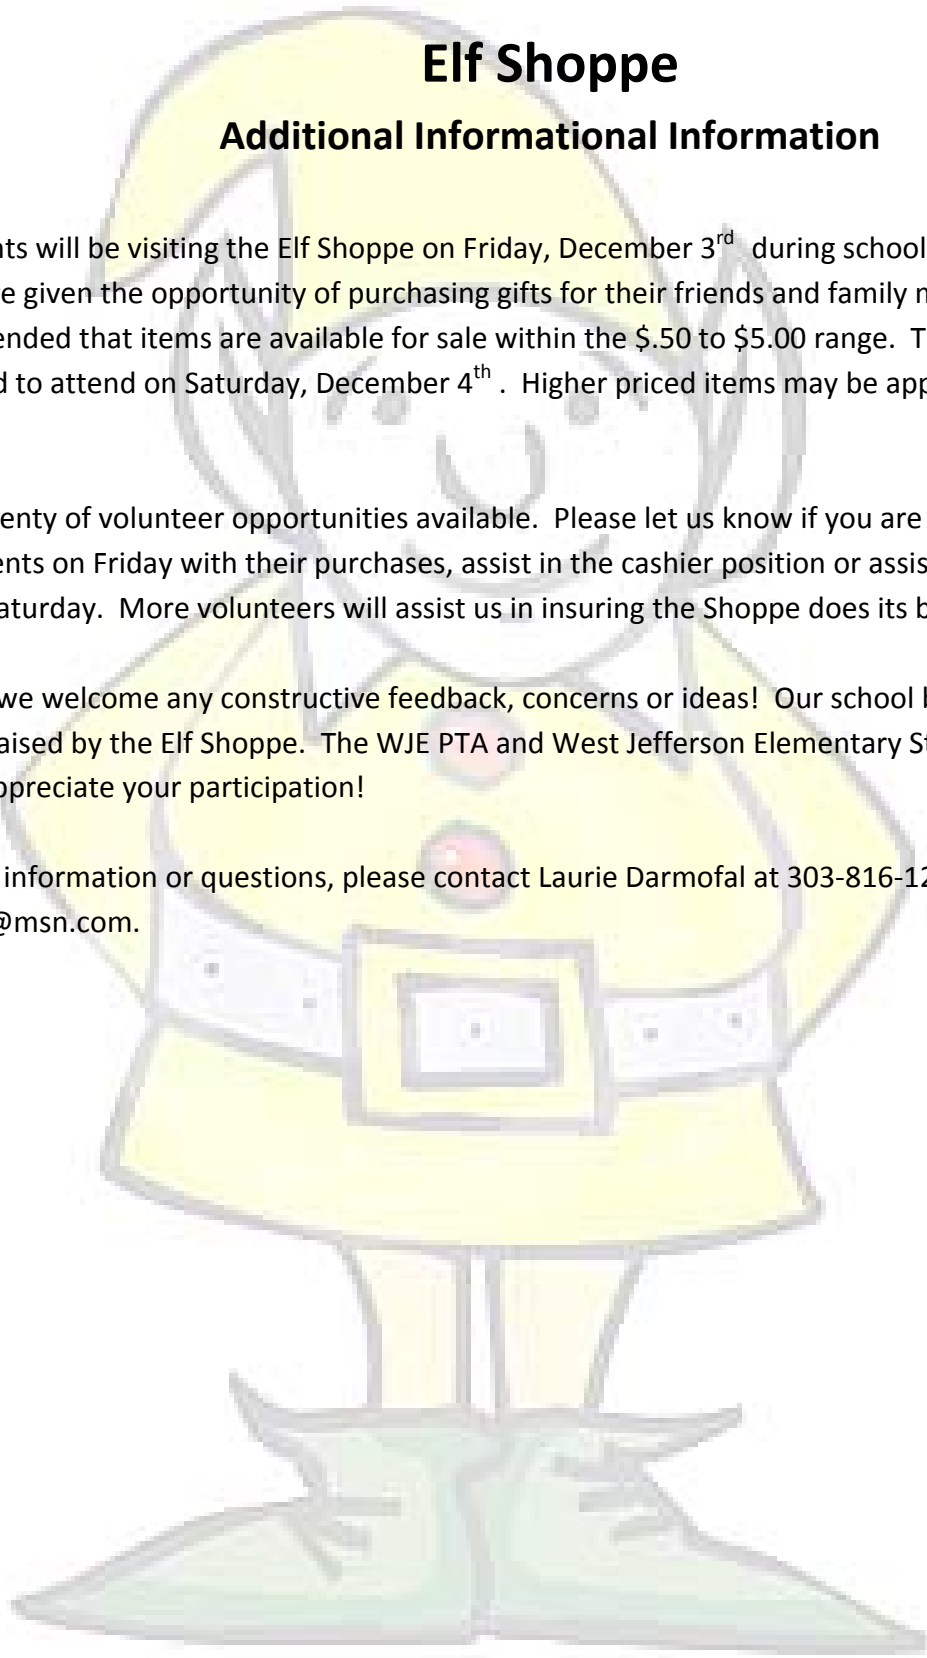 Elf Shoppe
Additional Informational Information
nts will be visiting the Elf Shoppe on Friday, December 3rd during school
e given the opportunity of purchasing gifts for their friends and family
ended that items are available for sale within the $.50 to $5.00 range.
d to attend on Saturday, December 4th . Higher priced items may be app
enty of volunteer opportunities available. Please let us know if you are
ents on Friday with their purchases, assist in the cashier position or assis
aturday. More volunteers will assist us in insuring the Shoppe does its b
we welcome any constructive feedback, concerns or ideas! Our school b
aised by the Elf Shoppe. The WJE PTA and West Jefferson Elementary St
ppreciate your participation!
information or questions, please contact Laurie Darmofal at 303-816-12
@msn.com.